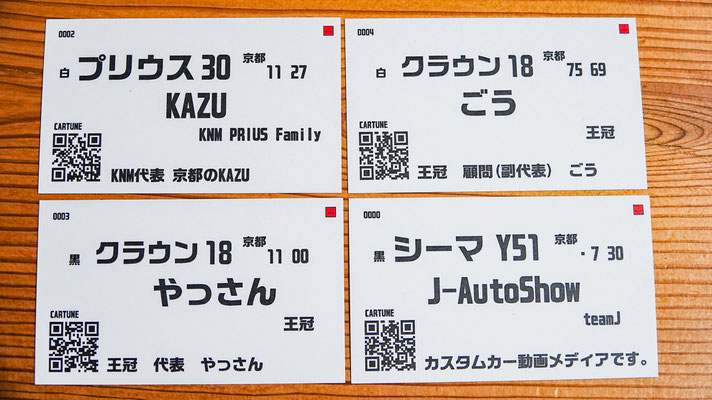 0002
白 プリウス 30 京都 11 27
KAZU
KNM PRIUS Family
CARTUNE
KNM代表 京都のKAZU
0004
白 クラウン 18 京都 75 69
ごう
王冠
CARTUNE
王冠 顧問(副代表) ごう
0003
黒 クラウン 18 京都 11 00
やっさん
王冠
CARTUNE
王冠 代表 やっさん
0000
黒 シーマ Y51 京都 ・7 30
J-AutoShow
teamJ
CARTUNE
カスタムカー動画メデイアです。